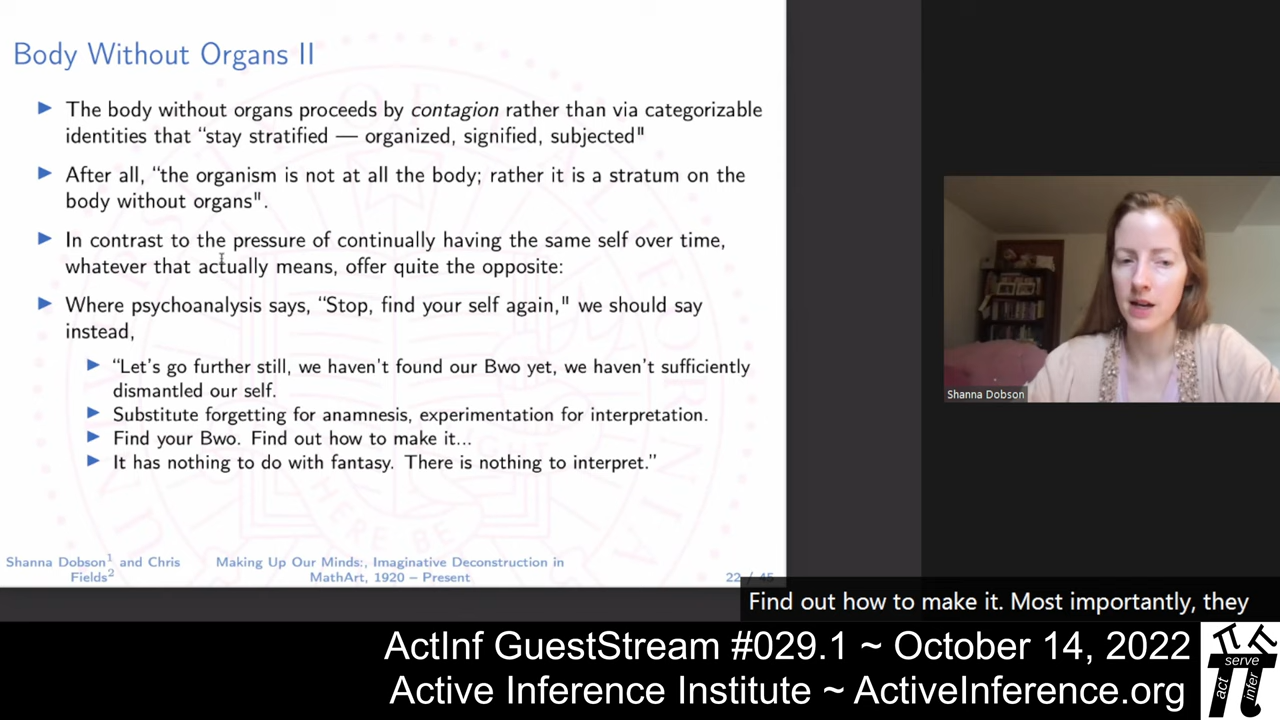 Body Without Organs II
The body without organs proceeds by contagion rather than via categorizable
identities that “stay stratified — organized, signified, subjected"
After all, “the organism is not at all the body; rather it is a stratum on the
body without organs".
In contrast to the pressure of continually having the same self over time,
whatever that actually means, offer quite the opposite:
Where psychoanalysis says, “Stop, find your self again," we should say
instead,
“Let's go further still, we haven't found our Bwo yet, we haven't sufficiently
dismantled our self.
Substitute forgetting for anamnesis, experimentation for interpretation.
Find your Bwo. Find out how to make it...
It has nothing to do with fantasy. There is nothing to interpret.”
Shanna Dobson1 and Chris
Fields2
Making Up Our Minds:, Imaginative Deconstruction in
MathArt, 1920 – Present
22 / 45
Shanna Dobson
Find out how to make it. Most importantly, they
ActInf GuestStream #029.1 ~ October 14, 2022
Active Inference Institute ~ ActiveInference.org
serve
act
infer